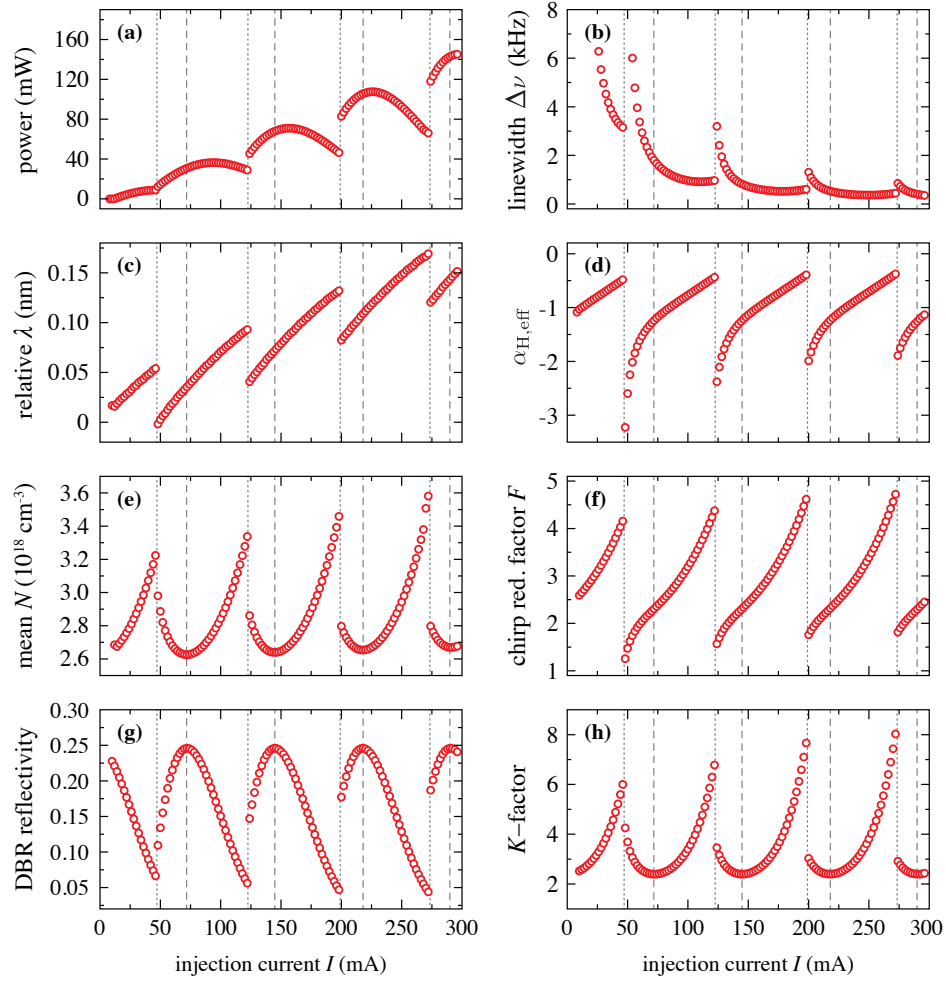 (a)
power (mW)
160
120
80
40
0
(b)
linewidth Δν (kHz)
8
6
4
2
0
(c)
relative λ (nm)
0.15
0.10
0.05
0
(d)
α_H,eff
0
-1
-2
-3
(e)
mean N (10¹⁸ cm⁻³)
3.6
3.4
3.2
3.0
2.8
2.6
(f)
chirp red. factor F
5
4
3
2
1
(g)
DBR reflectivity
0.30
0.25
0.20
0.15
0.10
0.05
0 50 100 150 200 250 300
injection current I (mA)
(h)
K−factor
8
6
4
2
0 50 100 150 200 250 300
injection current I (mA)